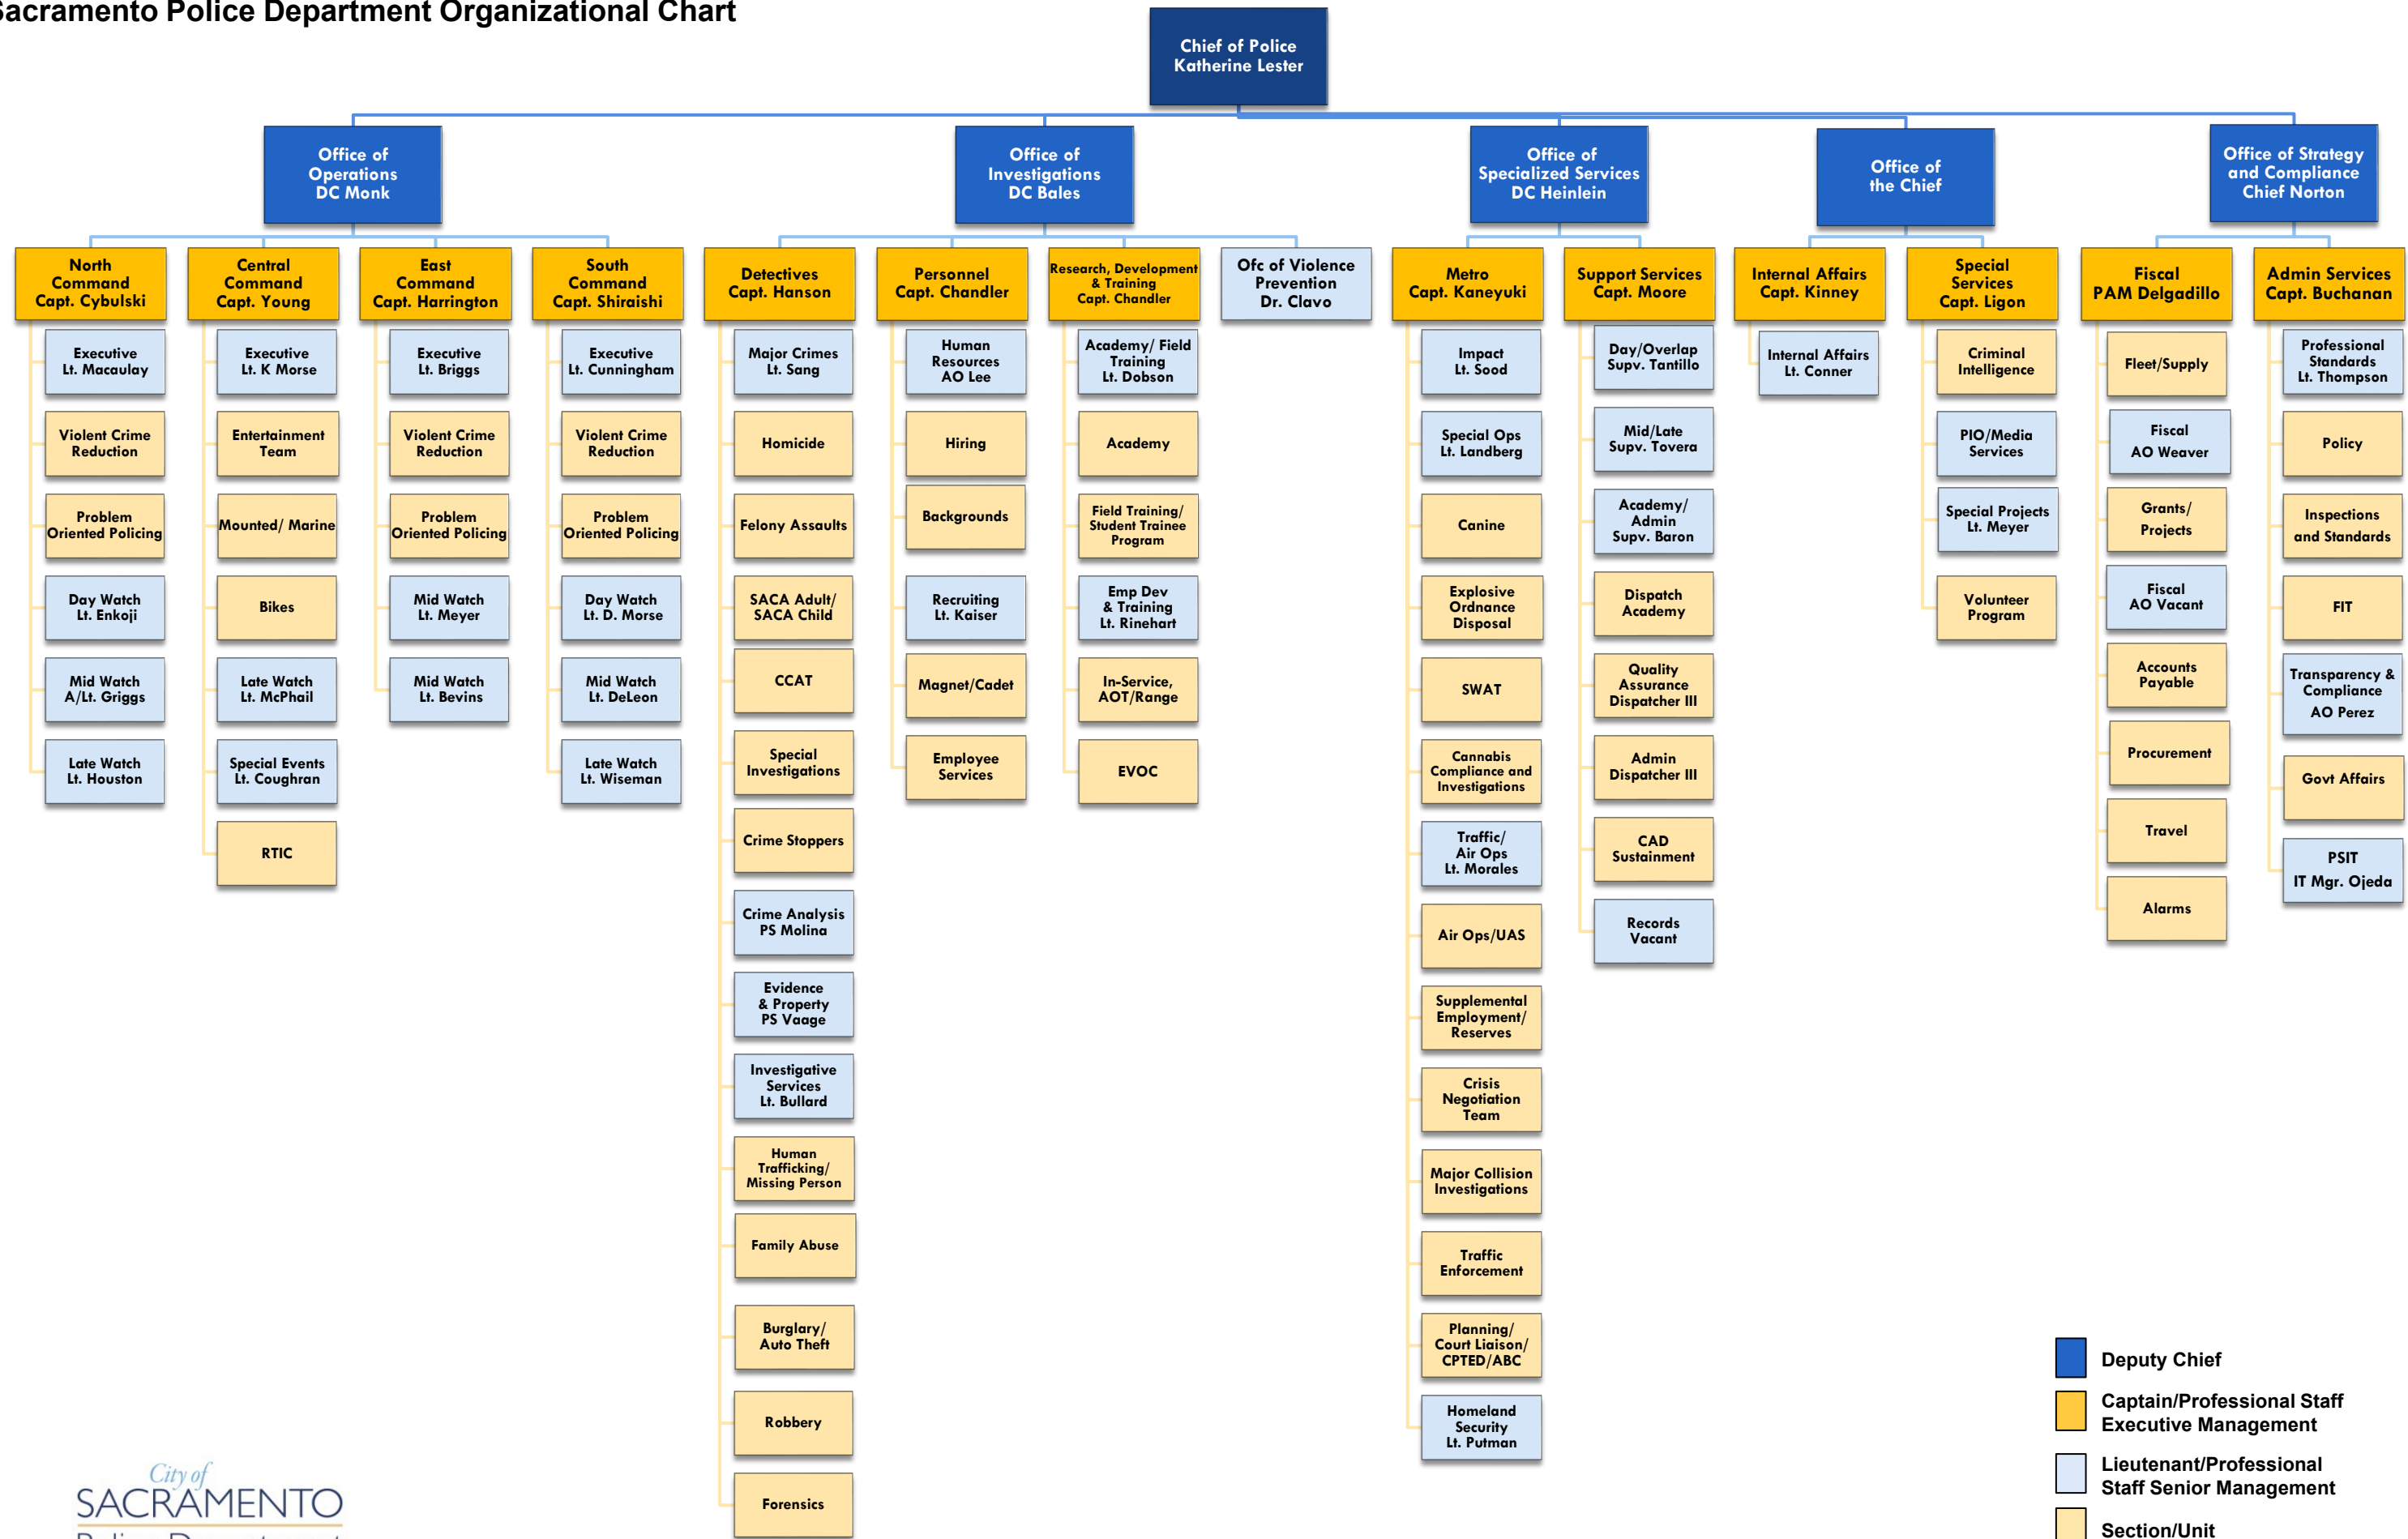 Sacramento Police Department Organizational Chart
Chief of Police
Katherine Lester
Office of
Operations
DC Monk
Office of
Investigations
DC Bales
Office of
Specialized Services
DC Heinlein
Office of
the Chief
Office of Strategy
and Compliance
Chief Norton
North
Command
Capt. Cybulski
Executive
Lt. Macaulay
Violent Crime
Reduction
Problem
Oriented Policing
Day Watch
Lt. Enkoji
Mid Watch
A/Lt. Griggs
Late Watch
Lt. Houston
Central
Command
Capt. Young
Executive
Lt. K Morse
Entertainment
Team
Mounted/ Marine
Bikes
Late Watch
Lt. McPhail
Special Events
Lt. Coughran
RTIC
East
Command
Capt. Harrington
Executive
Lt. Briggs
Violent Crime
Reduction
Problem
Oriented Policing
Mid Watch
Lt. Meyer
Mid Watch
Lt. Bevins
South
Command
Capt. Shiraishi
Executive
Lt. Cunningham
Violent Crime
Reduction
Problem
Oriented Policing
Day Watch
Lt. D. Morse
Mid Watch
Lt. DeLeon
Late Watch
Lt. Wiseman
Detectives
Capt. Hanson
Major Crimes
Lt. Sang
Homicide
Felony Assaults
SACA Adult/
SACA Child
CCAT
Special
Investigations
Crime Stoppers
Crime Analysis
PS Molina
Evidence
& Property
PS Vaage
Investigative
Services
Lt. Bullard
Human
Trafficking/
Missing Person
Family Abuse
Burglary/
Auto Theft
Robbery
Forensics
Personnel
Capt. Chandler
Human
Resources
AO Lee
Hiring
Backgrounds
Recruiting
Lt. Kaiser
Magnet/Cadet
Employee
Services
Research, Development
& Training
Capt. Chandler
Academy/ Field
Training
Lt. Dobson
Academy
Field Training/
Student Trainee
Program
Emp Dev
& Training
Lt. Rinehart
In-Service,
AOT/Range
EVOC
Ofc of Violence
Prevention
Dr. Clavo
Metro
Capt. Kaneyuki
Impact
Lt. Sood
Special Ops
Lt. Landberg
Canine
Explosive
Ordnance
Disposal
SWAT
Cannabis
Compliance and
Investigations
Traffic/
Air Ops
Lt. Morales
Air Ops/UAS
Supplemental
Employment/
Reserves
Crisis
Negotiation
Team
Major Collision
Investigations
Traffic
Enforcement
Planning/
Court Liaison/
CPTED/ABC
Homeland
Security
Lt. Putman
Support Services
Capt. Moore
Day/Overlap
Supv. Tantillo
Mid/Late
Supv. Tovera
Academy/
Admin
Supv. Baron
Dispatch
Academy
Quality
Assurance
Dispatcher III
Admin
Dispatcher III
CAD
Sustainment
Records
Vacant
Internal Affairs
Capt. Kinney
Internal Affairs
Lt. Conner
Special
Services
Capt. Ligon
Criminal
Intelligence
PIO/Media
Services
Special Projects
Lt. Meyer
Volunteer
Program
Fiscal
PAM Delgadillo
Fleet/Supply
Fiscal
AO Weaver
Grants/
Projects
Fiscal
AO Vacant
Accounts
Payable
Procurement
Travel
Alarms
Admin Services
Capt. Buchanan
Professional
Standards
Lt. Thompson
Policy
Inspections
and Standards
FIT
Transparency &
Compliance
AO Perez
Govt Affairs
PSIT
IT Mgr. Ojeda
Deputy Chief
Captain/Professional Staff
Executive Management
Lieutenant/Professional
Staff Senior Management
Section/Unit
City of
SACRAMENTO
Police Department